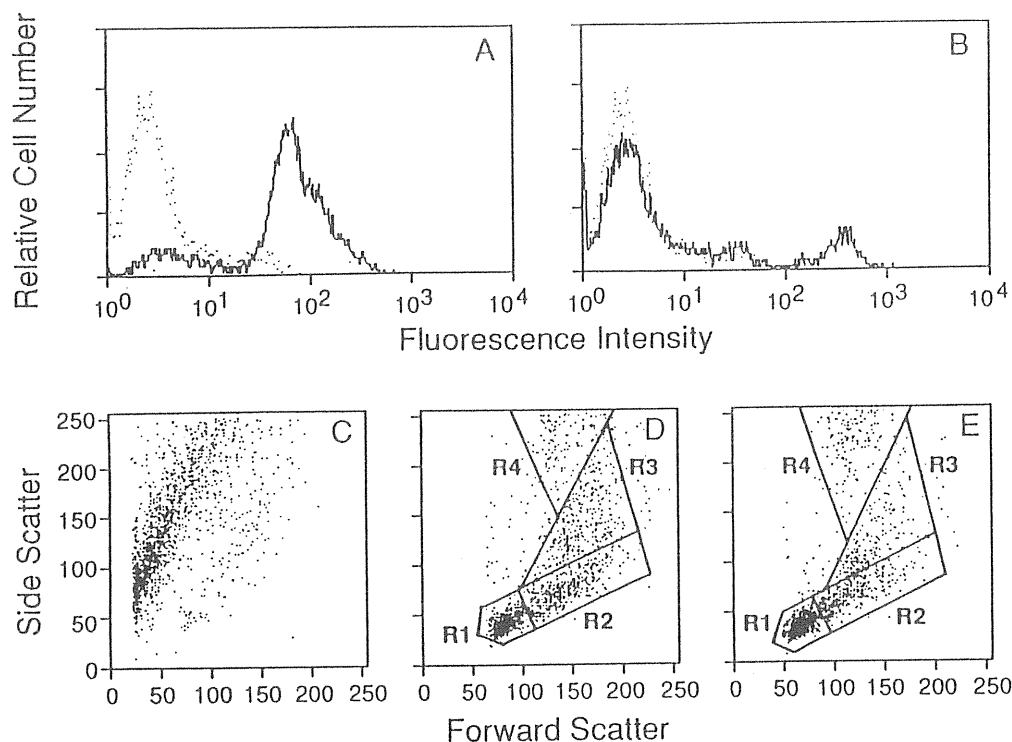 Relative Cell Number
A
B
10^0 10^1 10^2 10^3 10^4
10^0 10^1 10^2 10^3 10^4
Fluorescence Intensity
Side Scatter
250
200
150
100
50
0
C
D
R4
R3
R1
R2
E
R4
R3
R1
R2
0 50 100 150 200 250
0 50 100 150 200 250
0 50 100 150 200 250
Forward Scatter